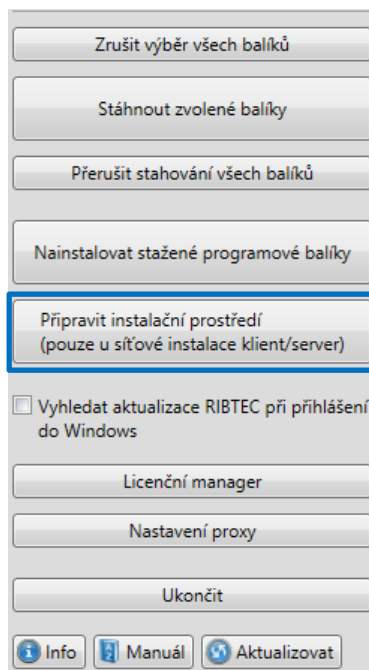 Zrušit výběr všech balíků
Stáhnout zvolené balíky
Přerušit stahování všech balíků
Nainstalovat stažené programové balíky
Připravit instalační prostředí
(pouze u síťové instalace klient/server)
Vyhledat aktualizace RIBTEC při přihlášení
do Windows
Licenční manager
Nastavení proxy
Ukončit
Info Manuál Aktualizovat